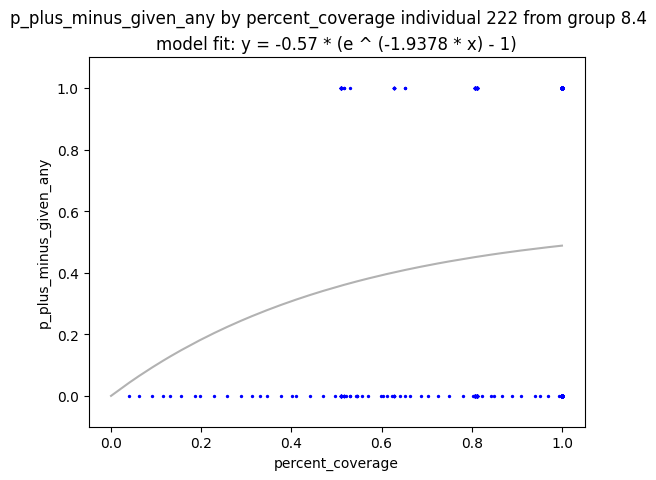 p_plus_minus_given_any by percent_coverage individual 222 from group 8.4
model fit: y = -0.57 * (e ^ (-1.9378 * x) - 1)
1.0
0.8
0.6
0.4
0.2
0.0
p_plus_minus_given_any
0.0 0.2 0.4 0.6 0.8 1.0
percent_coverage